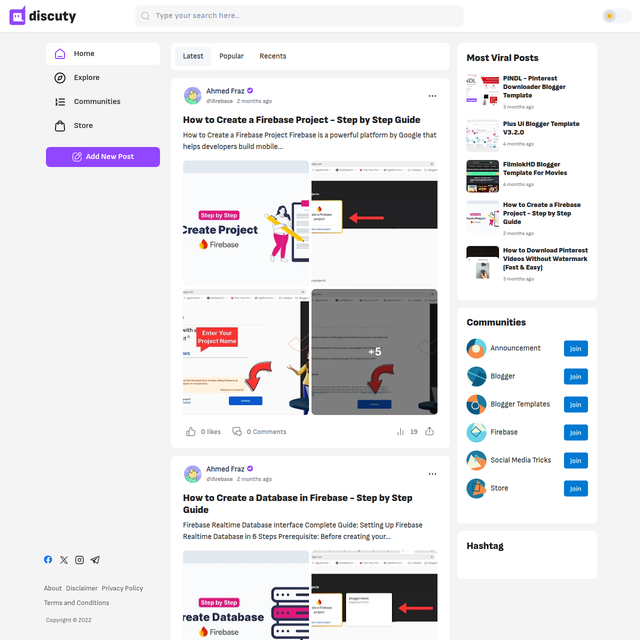 discuty
Type your search here..
Home
Explore
Communities
Store
Add New Post
Latest
Popular
Recents
Ahmed Fraz
d\firebase 2 months ago
How to Create a Firebase Project - Step by Step Guide
How to Create a Firebase Project Firebase is a powerful platform by Google that
helps developers build mobile...
Step by Step
Create Project
Firebase
Enter Your
Project Name
+5
0 likes
0 Comments
19
Ahmed Fraz
d\firebase 2 months ago
How to Create a Database in Firebase - Step by Step
Guide
Firebase Realtime Database Interface Complete Guide: Setting Up Firebase
Realtime Database in 6 Steps Prerequisite: Before creating your...
Step by Step
Create Database
Firebase
Most Viral Posts
PINDL - Pinterest
Downloader Blogger
Template
3 months ago
Plus UI Blogger Template
V3.2.0
4 months ago
FilmlokHD Blogger
Template For Movies
4 months ago
How to Create a Firebase
Project - Step by Step
Guide
2 months ago
How to Download Pinterest
Videos Without Watermark
(Fast & Easy)
3 months ago
Communities
Announcement
Join
Blogger
Join
Blogger Templates
Join
Firebase
Join
Social Media Tricks
Join
Store
Join
Hashtag
About Disclaimer Privacy Policy
Terms and Conditions
Copyright © 2022